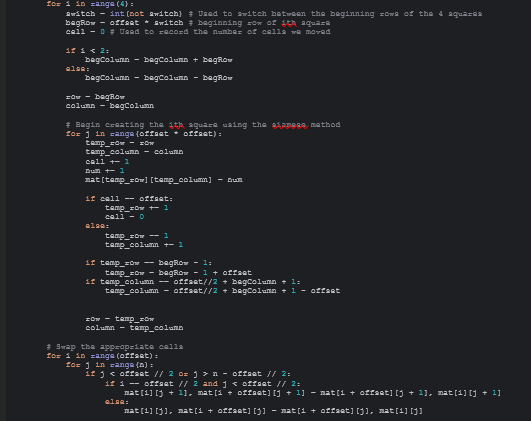 for i in range(4):
switch = int(not switch) # Used to switch between the beginning rows of the 4 squares
begRow = offset * switch # beginning row of ith square
cell = 0 # Used to record the number of cells we moved
if i < 2:
begColumn = begColumn + begRow
else:
begColumn = begColumn - begRow
row = begRow
column = begColumn
# Begin creating the ith square using the siamese method
for j in range(offset * offset):
temp_row = row
temp_column = column
cell += 1
num += 1
mat[temp_row][temp_column] = num
if cell == offset:
temp_row += 1
cell = 0
else:
temp_row -= 1
temp_column += 1
if temp_row == begRow - 1:
temp_row = begRow - 1 + offset
if temp_column == offset//2 + begColumn + 1:
temp_column = offset//2 + begColumn + 1 - offset
row = temp_row
column = temp_column
# Swap the appropriate cells
for i in range(offset):
for j in range(n):
if j < offset // 2 or j > n - offset // 2:
if i == offset // 2 and j < offset // 2:
mat[i][j + 1], mat[i + offset][j + 1] = mat[i + offset][j + 1], mat[i][j + 1]
else:
mat[i][j], mat[i + offset][j] = mat[i + offset][j], mat[i][j]